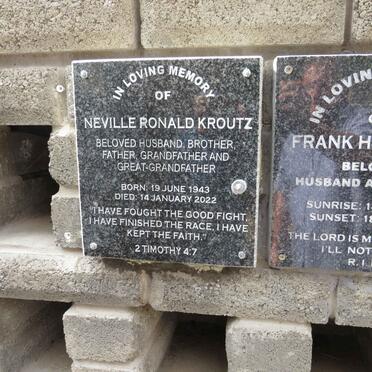 IN LOVING MEMORY
OF
NEVILLE RONALD KROUTZ
BELOVED HUSBAND, BROTHER,
FATHER, GRANDFATHER AND
GREAT-GRANDFATHER
BORN: 19 JUNE 1943
DIED: 14 JANUARY 2022
"I HAVE FOUGHT THE GOOD FIGHT,
I HAVE FINISHED THE RACE, I HAVE
KEPT THE FAITH."
2 TIMOTHY 4:7
IN LOVING
FRANK H
BELO
HUSBAND A
SUNRISE: 1
SUNSET: 18
THE LORD IS M
I'LL NOT
R. I.